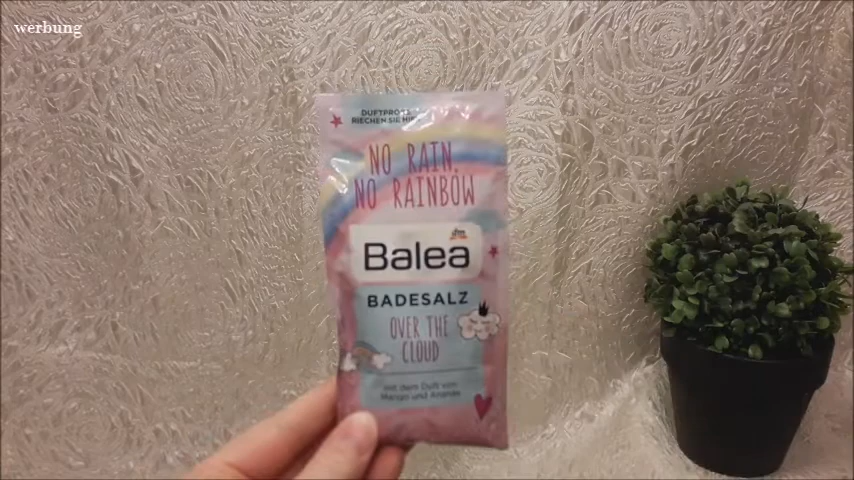 werbung
DUFTPROBE
RIECHEN SIE HIER
NO RAIN,
NO RAINBOW
dm
Balea
BADESALZ
OVER THE
CLOUD
mit dem Duft von
Mango und Ananas